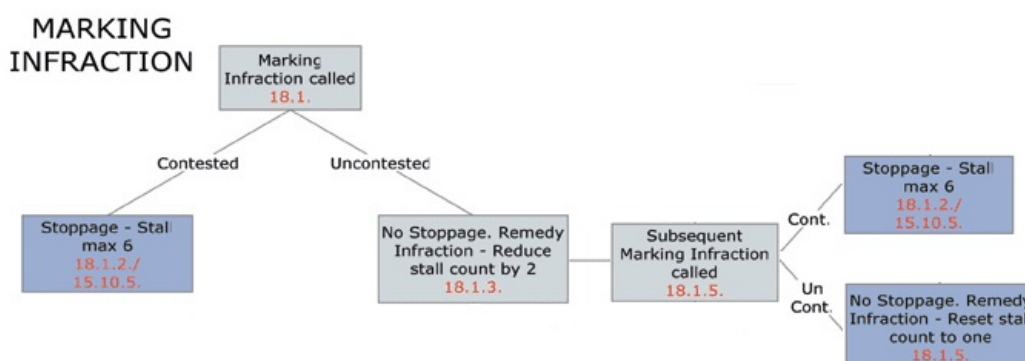 MARKING
INFRACTION
Marking
Infraction called
18.1.
Contested
Uncontested
Stoppage - Stall
max 6
18.1.2./
15.10.5.
No Stoppage. Remedy
Infraction - Reduce
stall count by 2
18.1.3.
Subsequent
Marking Infraction
called
18.1.5.
Cont.
Un
Cont.
Stoppage - Stall
max 6
18.1.2./
15.10.5.
No Stoppage. Remedy
Infraction - Reset stall
count to one
18.1.5.